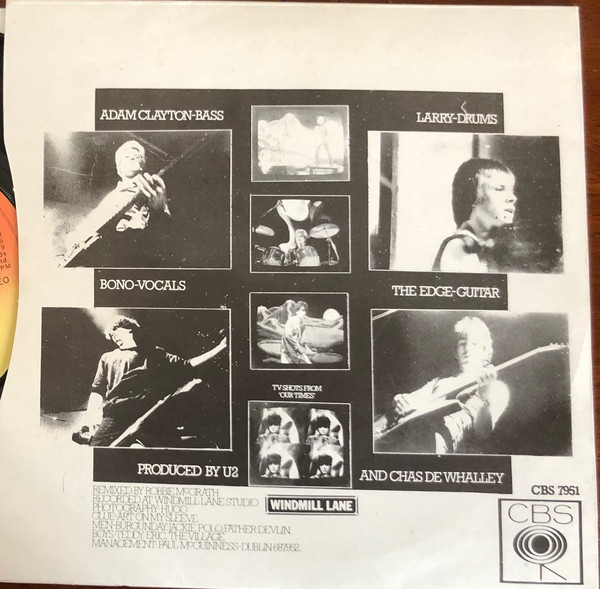 ADAM CLAYTON-BASS
LARRY-DRUMS
BONO-VOCALS
THE EDGE-GUITAR
TV SHOTS FROM
'OUR TIMES'
PRODUCED BY U2
AND CHAS DE WHALLEY
REMIXED BY ROBBIE McGRATH
RECORDED AT WINDMILL LANE STUDIO
PHOTOGRAPHY: HUGO
GLUE: ART ON MY SLEEVE
MEN: BURGUNDAY, JACKIE, POLO, FATHER DEVLIN.
BOYS: TEDDY, ERIC, THE VILLAGE.
MANAGEMENT: PAUL McGUINNESS-DUBLIN 687962.
WINDMILL LANE
CBS 7951
CBS